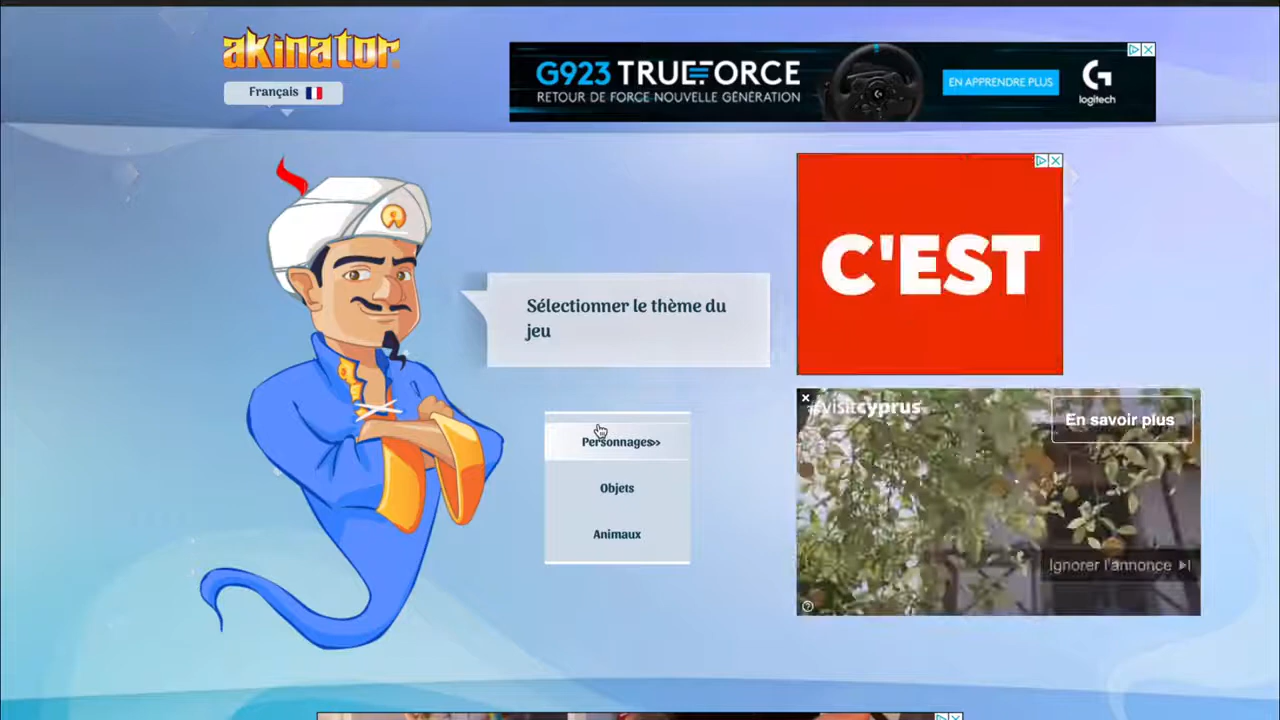 akinator
Français
G923 TRUEFORCE
RETOUR DE FORCE NOUVELLE GÉNÉRATION
EN APPRENDRE PLUS
logitech
Sélectionner le thème du
jeu
C'EST
Personnages»
Objets
Animaux
#visitcyprus
En savoir plus
Ignorer l'annonce